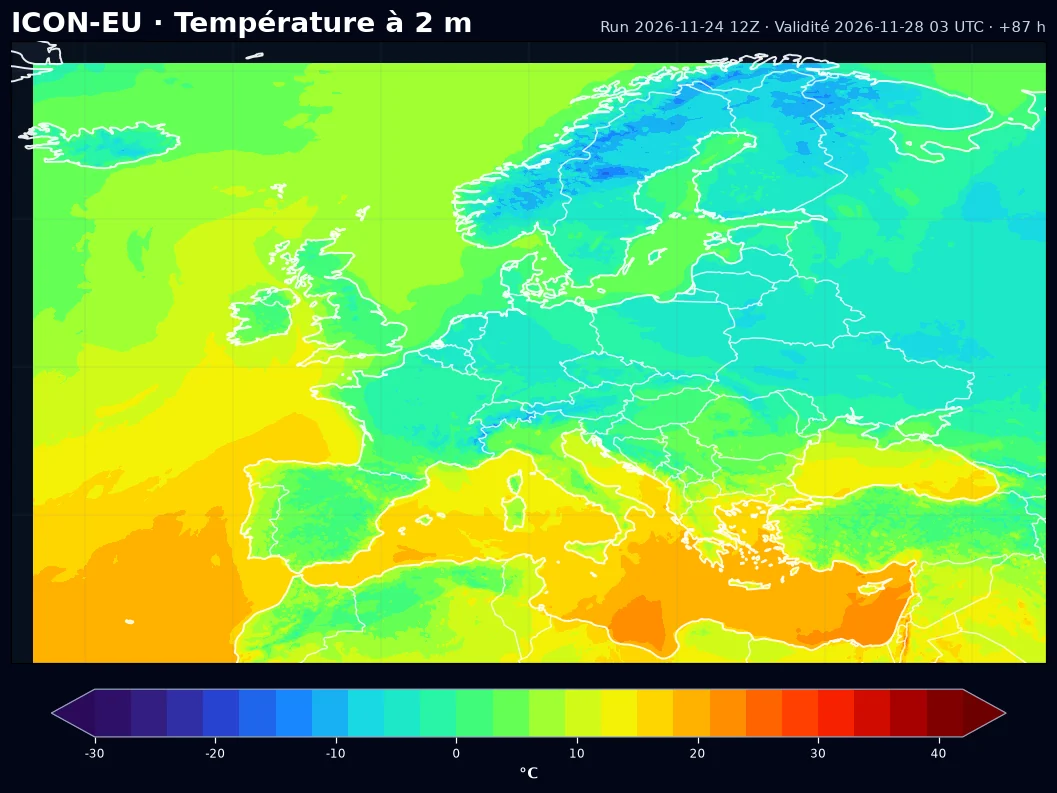 ICON-EU · Température à 2 m
Run 2026-11-24 12Z · Validité 2026-11-28 03 UTC · +87 h
-30 -20 -10 0 10 20 30 40
°C